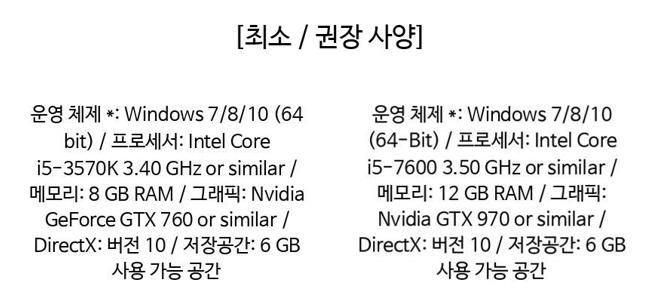 [최소 / 권장 사양]
운영 체제 *: Windows 7/8/10 (64
bit) / 프로세서: Intel Core
i5-3570K 3.40 GHz or similar /
메모리: 8 GB RAM / 그래픽: Nvidia
GeForce GTX 760 or similar /
DirectX: 버전 10 / 저장공간: 6 GB
사용 가능 공간
운영 체제 *: Windows 7/8/10
(64-Bit) / 프로세서: Intel Core
i5-7600 3.50 GHz or similar /
메모리: 12 GB RAM / 그래픽:
Nvidia GTX 970 or similar /
DirectX: 버전 10 / 저장공간: 6 GB
사용 가능 공간